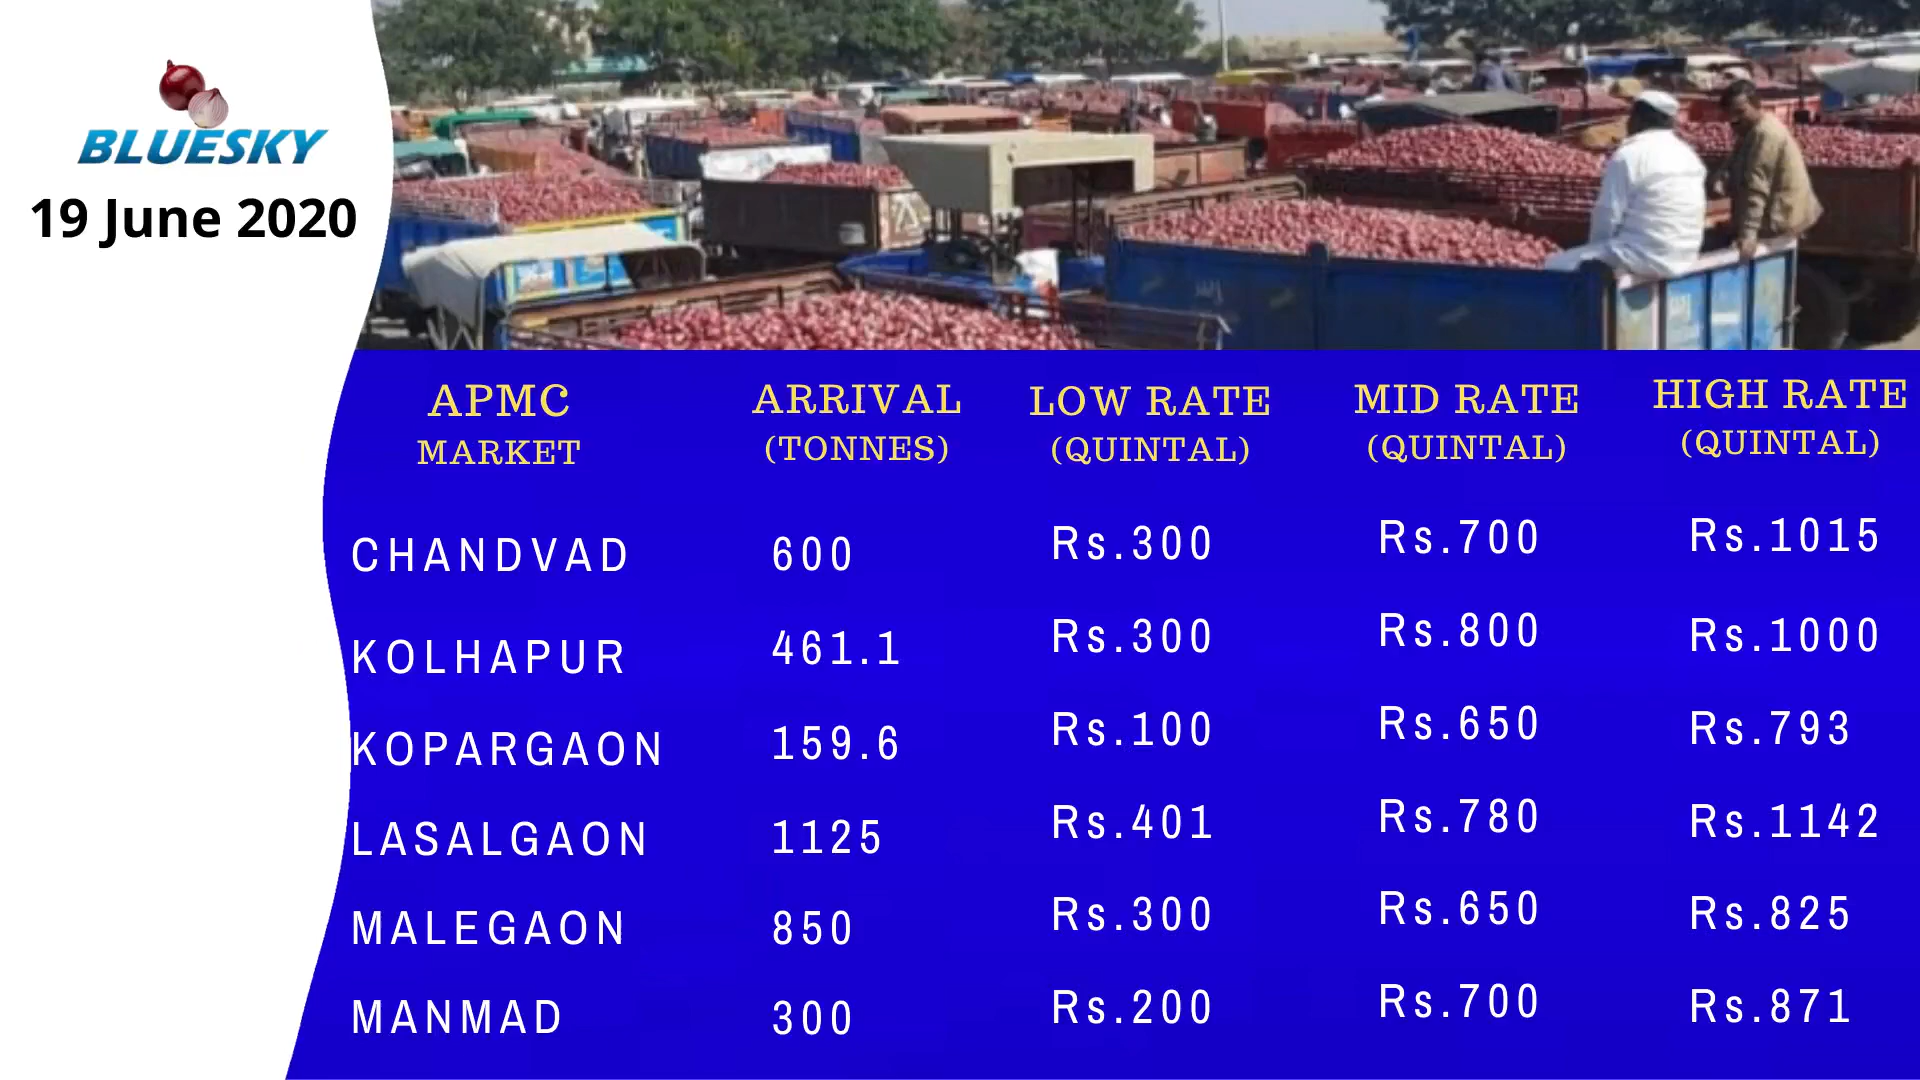 BLUESKY
19 June 2020
APMC MARKET ARRIVAL (TONNES) LOW RATE (QUINTAL) MID RATE (QUINTAL) HIGH RATE (QUINTAL)
CHANDVAD 600 Rs.300 Rs.700 Rs.1015
KOLHAPUR 461.1 Rs.300 Rs.800 Rs.1000
KOPARGAON 159.6 Rs.100 Rs.650 Rs.793
LASALGAON 1125 Rs.401 Rs.780 Rs.1142
MALEGAON 850 Rs.300 Rs.650 Rs.825
MANMAD 300 Rs.200 Rs.700 Rs.871